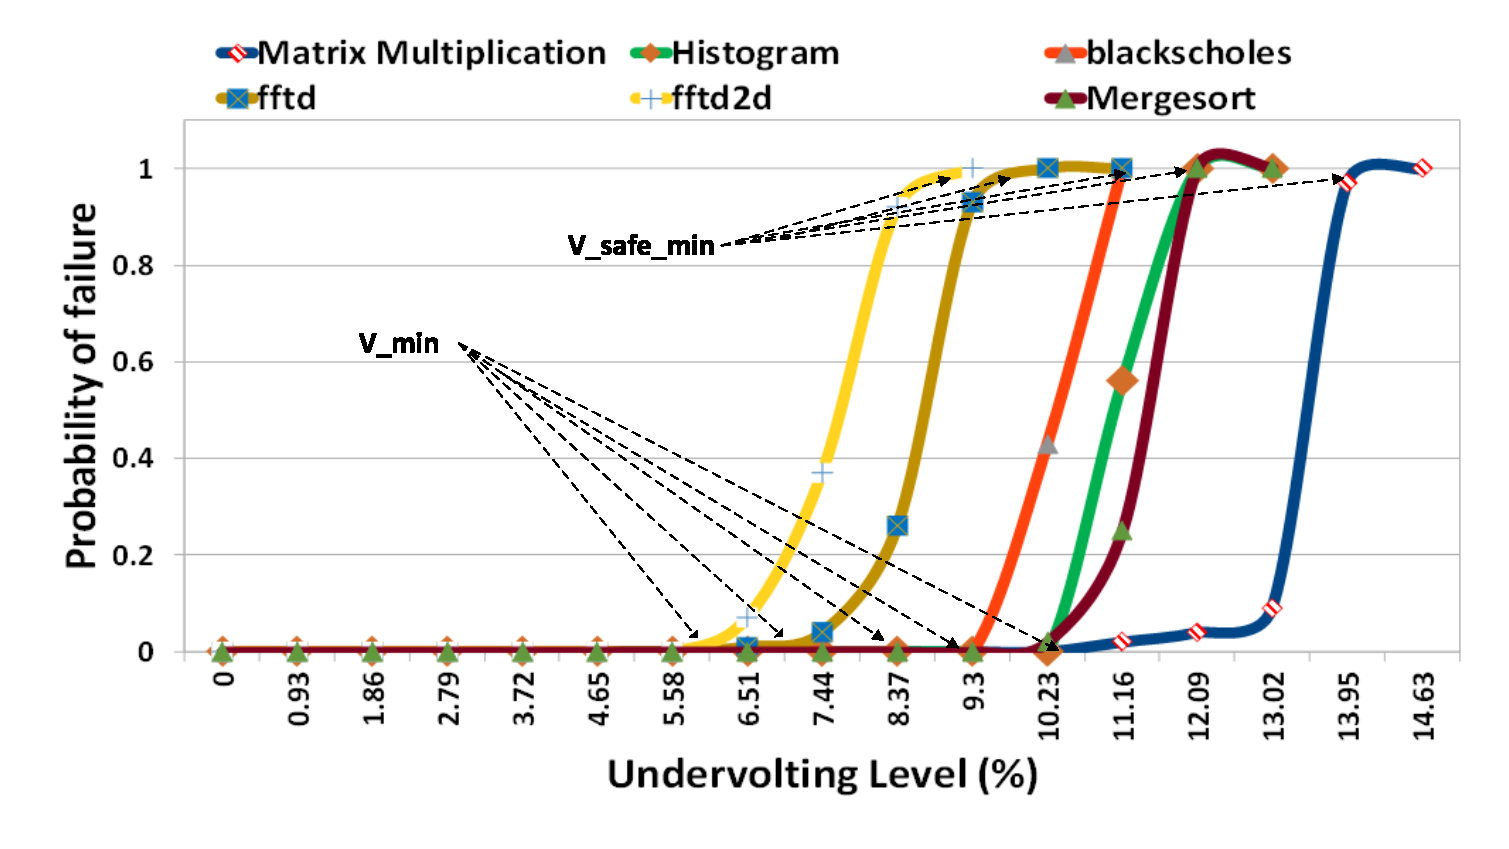 Matrix Multiplication Histogram blackscholes
fftd fftd2d Mergesort
1
V_safe_min
0.8
V_min
0.6
0.4
0.2
0
Probability of failure
0 0.93 1.86 2.79 3.72 4.65 5.58 6.51 7.44 8.37 9.3 10.23 11.16 12.09 13.02 13.95 14.63
Undervolting Level (%)